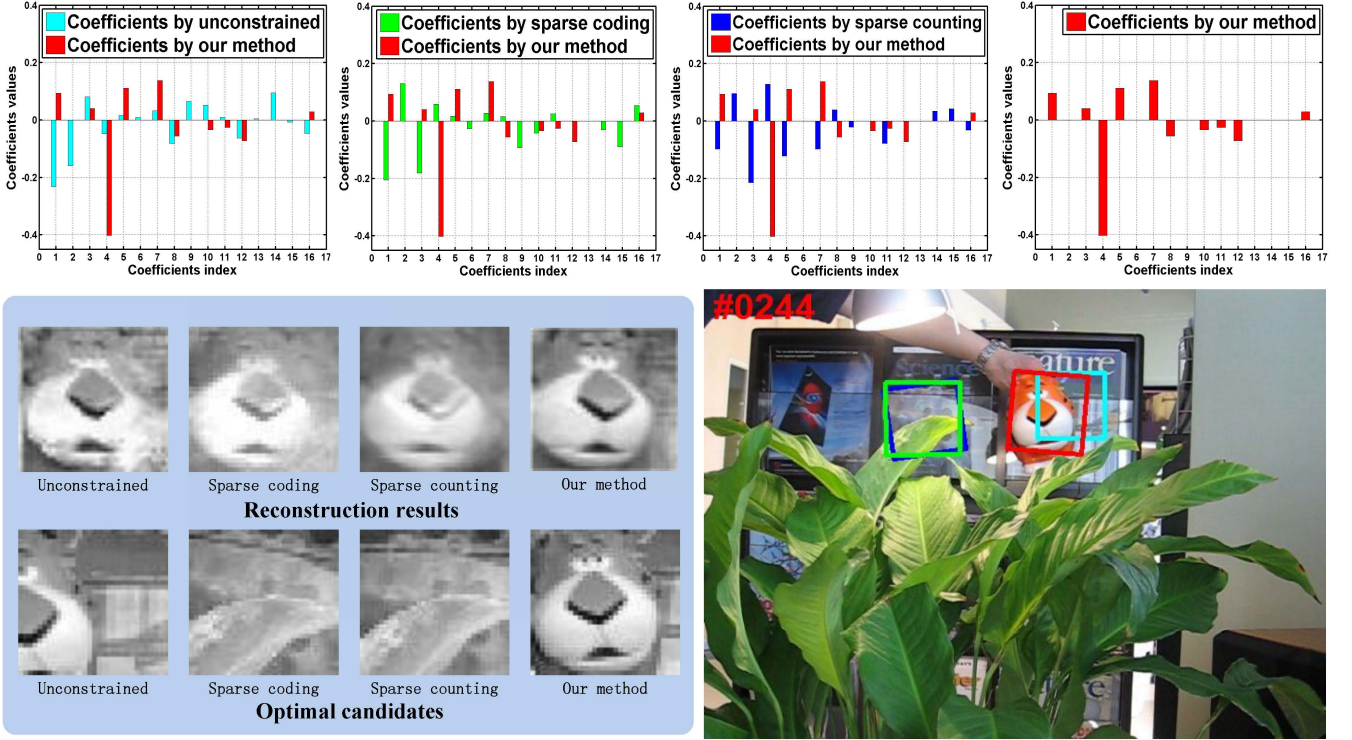 Coefficients by unconstrained
Coefficients by our method
Coefficients values
0.4
0.2
0
-0.2
-0.4
0 1 2 3 4 5 6 7 8 9 10 11 12 13 14 15 16 17
Coefficients index
Coefficients by sparse coding
Coefficients by our method
Coefficients values
0.4
0.2
0
-0.2
-0.4
0 1 2 3 4 5 6 7 8 9 10 11 12 13 14 15 16 17
Coefficients index
Coefficients by sparse counting
Coefficients by our method
Coefficients values
0.4
0.2
0
-0.2
-0.4
0 1 2 3 4 5 6 7 8 9 10 11 12 13 14 15 16 17
Coefficients index
Coefficients by our method
Coefficients values
0.4
0.2
0
-0.2
-0.4
0 1 2 3 4 5 6 7 8 9 10 11 12 13 14 15 16 17
Coefficients index
Unconstrained
Sparse coding
Sparse counting
Our method
Reconstruction results
Unconstrained
Sparse coding
Sparse counting
Our method
Optimal candidates
#0244
Science
ature